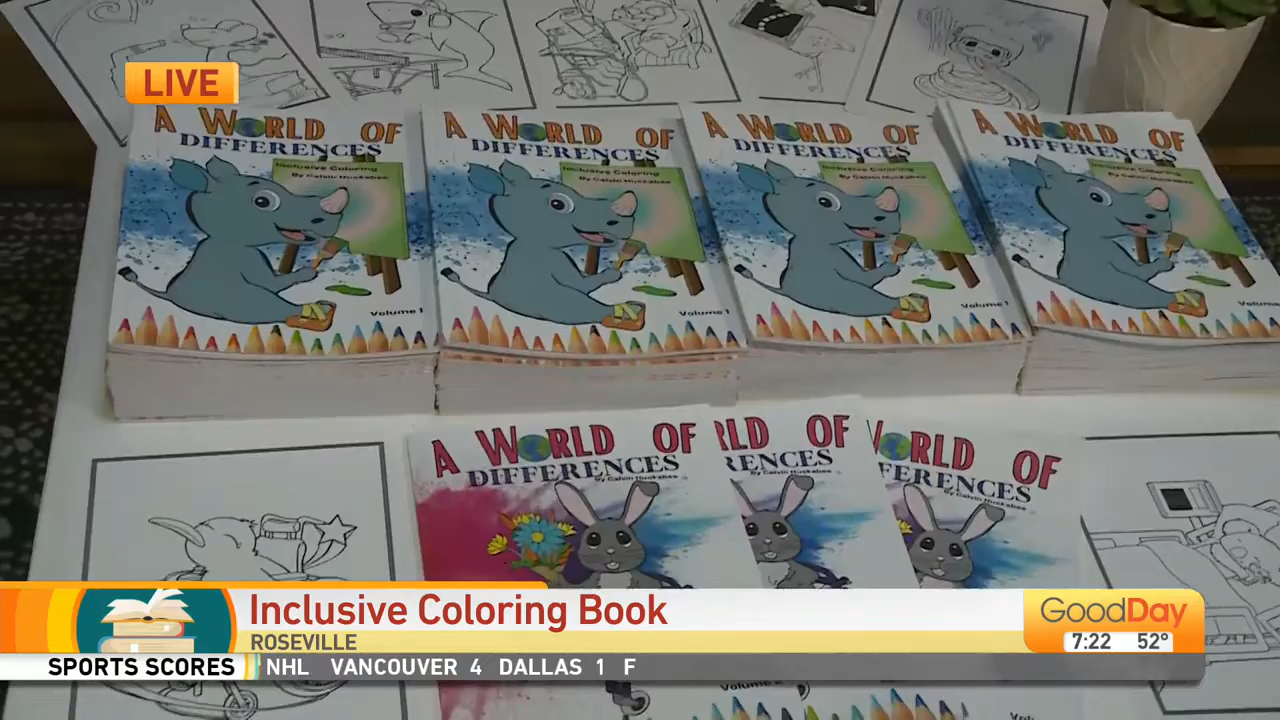 LIVE
A WORLD OF
DIFFERENCES
Inclusive Coloring
By Calvin Huckabee
Volume 1
A WORLD OF
DIFFERENCES
Inclusive Coloring
By Calvin Huckabee
Volume 1
A WORLD OF
DIFFERENCES
Inclusive Coloring
By Calvin Huckabee
Volume 1
A WORLD OF
DIFFERENCES
Inclusive Coloring
By Calvin Huckabee
Volume
A WORLD OF
DIFFERENCES
By Calvin Huckabee
RLD OF
RENCES
By Calvin Huckabee
WORLD OF
FERENCES
By Calvin Huckabee
Inclusive Coloring Book
ROSEVILLE
GoodDay
7:22 52°
SPORTS SCORES NHL VANCOUVER 4 DALLAS 1 F